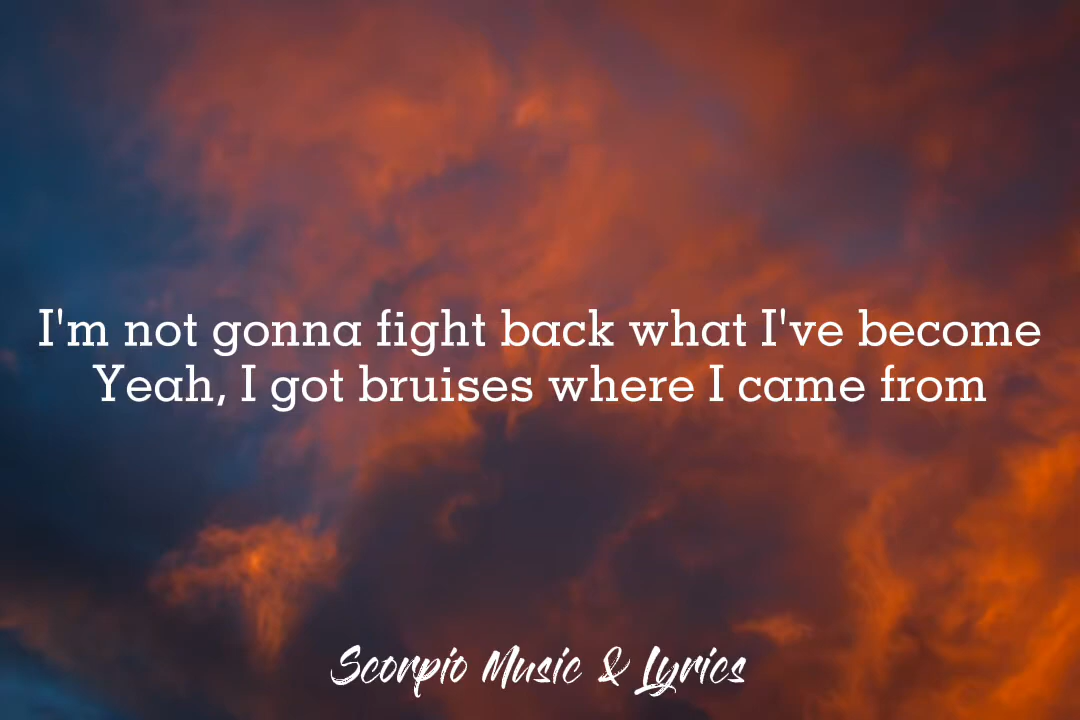 I'm not gonna fight back what I've become
Yeah, I got bruises where I came from
Scorpio Music & Lyrics